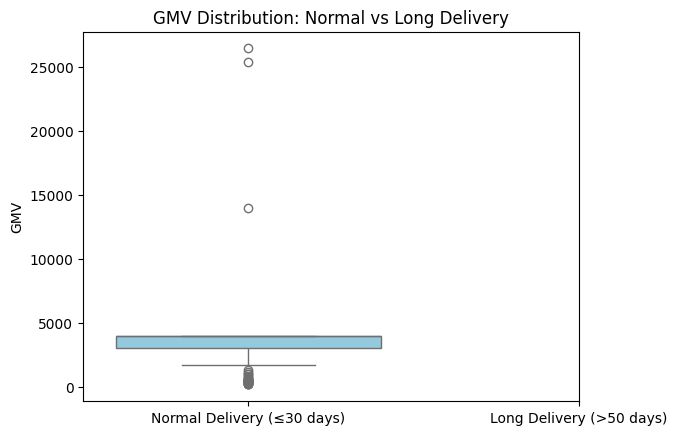 GMV Distribution: Normal vs Long Delivery
25000
20000
15000
10000
5000
0
GMV
Normal Delivery (≤30 days)
Long Delivery (>50 days)